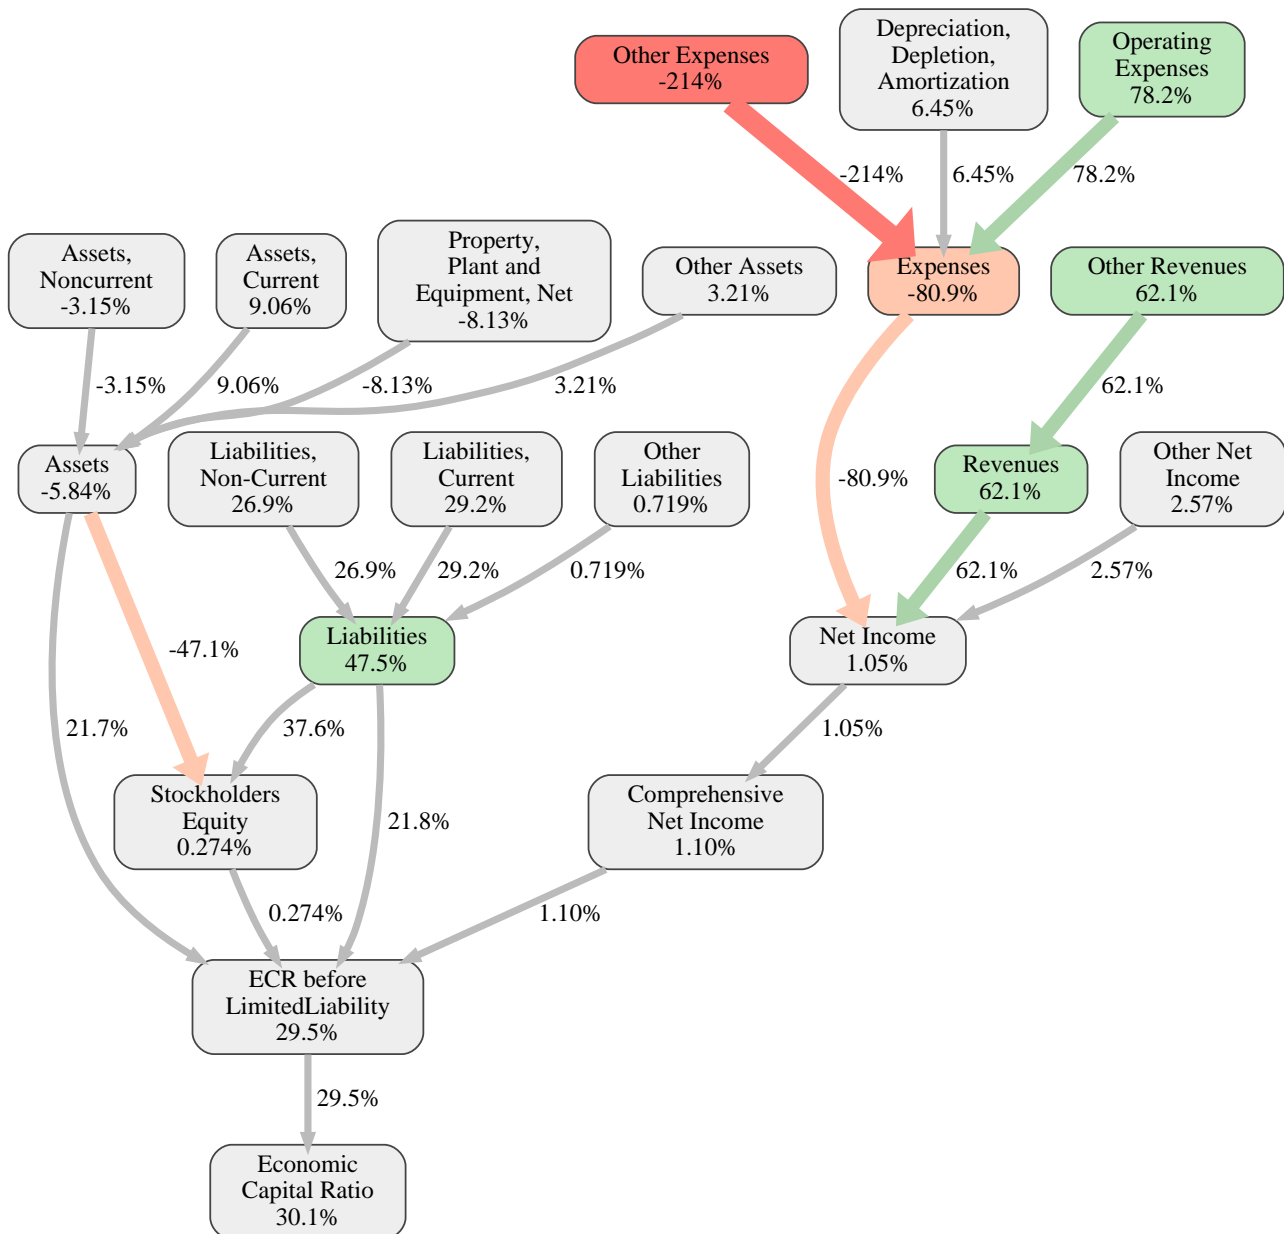 Other Expenses
-214%
Depreciation,
Depletion,
Amortization
6.45%
Operating
Expenses
78.2%
-214%
6.45%
78.2%
Assets,
Noncurrent
-3.15%
Assets,
Current
9.06%
Property,
Plant and
Equipment, Net
-8.13%
Other Assets
3.21%
Expenses
-80.9%
Other Revenues
62.1%
-3.15%
9.06%
-8.13%
3.21%
62.1%
Assets
-5.84%
Liabilities,
Non-Current
26.9%
Liabilities,
Current
29.2%
Other
Liabilities
0.719%
-80.9%
Revenues
62.1%
Other Net
Income
2.57%
26.9%
29.2%
0.719%
62.1%
2.57%
-47.1%
Liabilities
47.5%
Net Income
1.05%
21.7%
37.6%
1.05%
Stockholders
Equity
0.274%
21.8%
Comprehensive
Net Income
1.10%
0.274%
1.10%
ECR before
LimitedLiability
29.5%
29.5%
Economic
Capital Ratio
30.1%